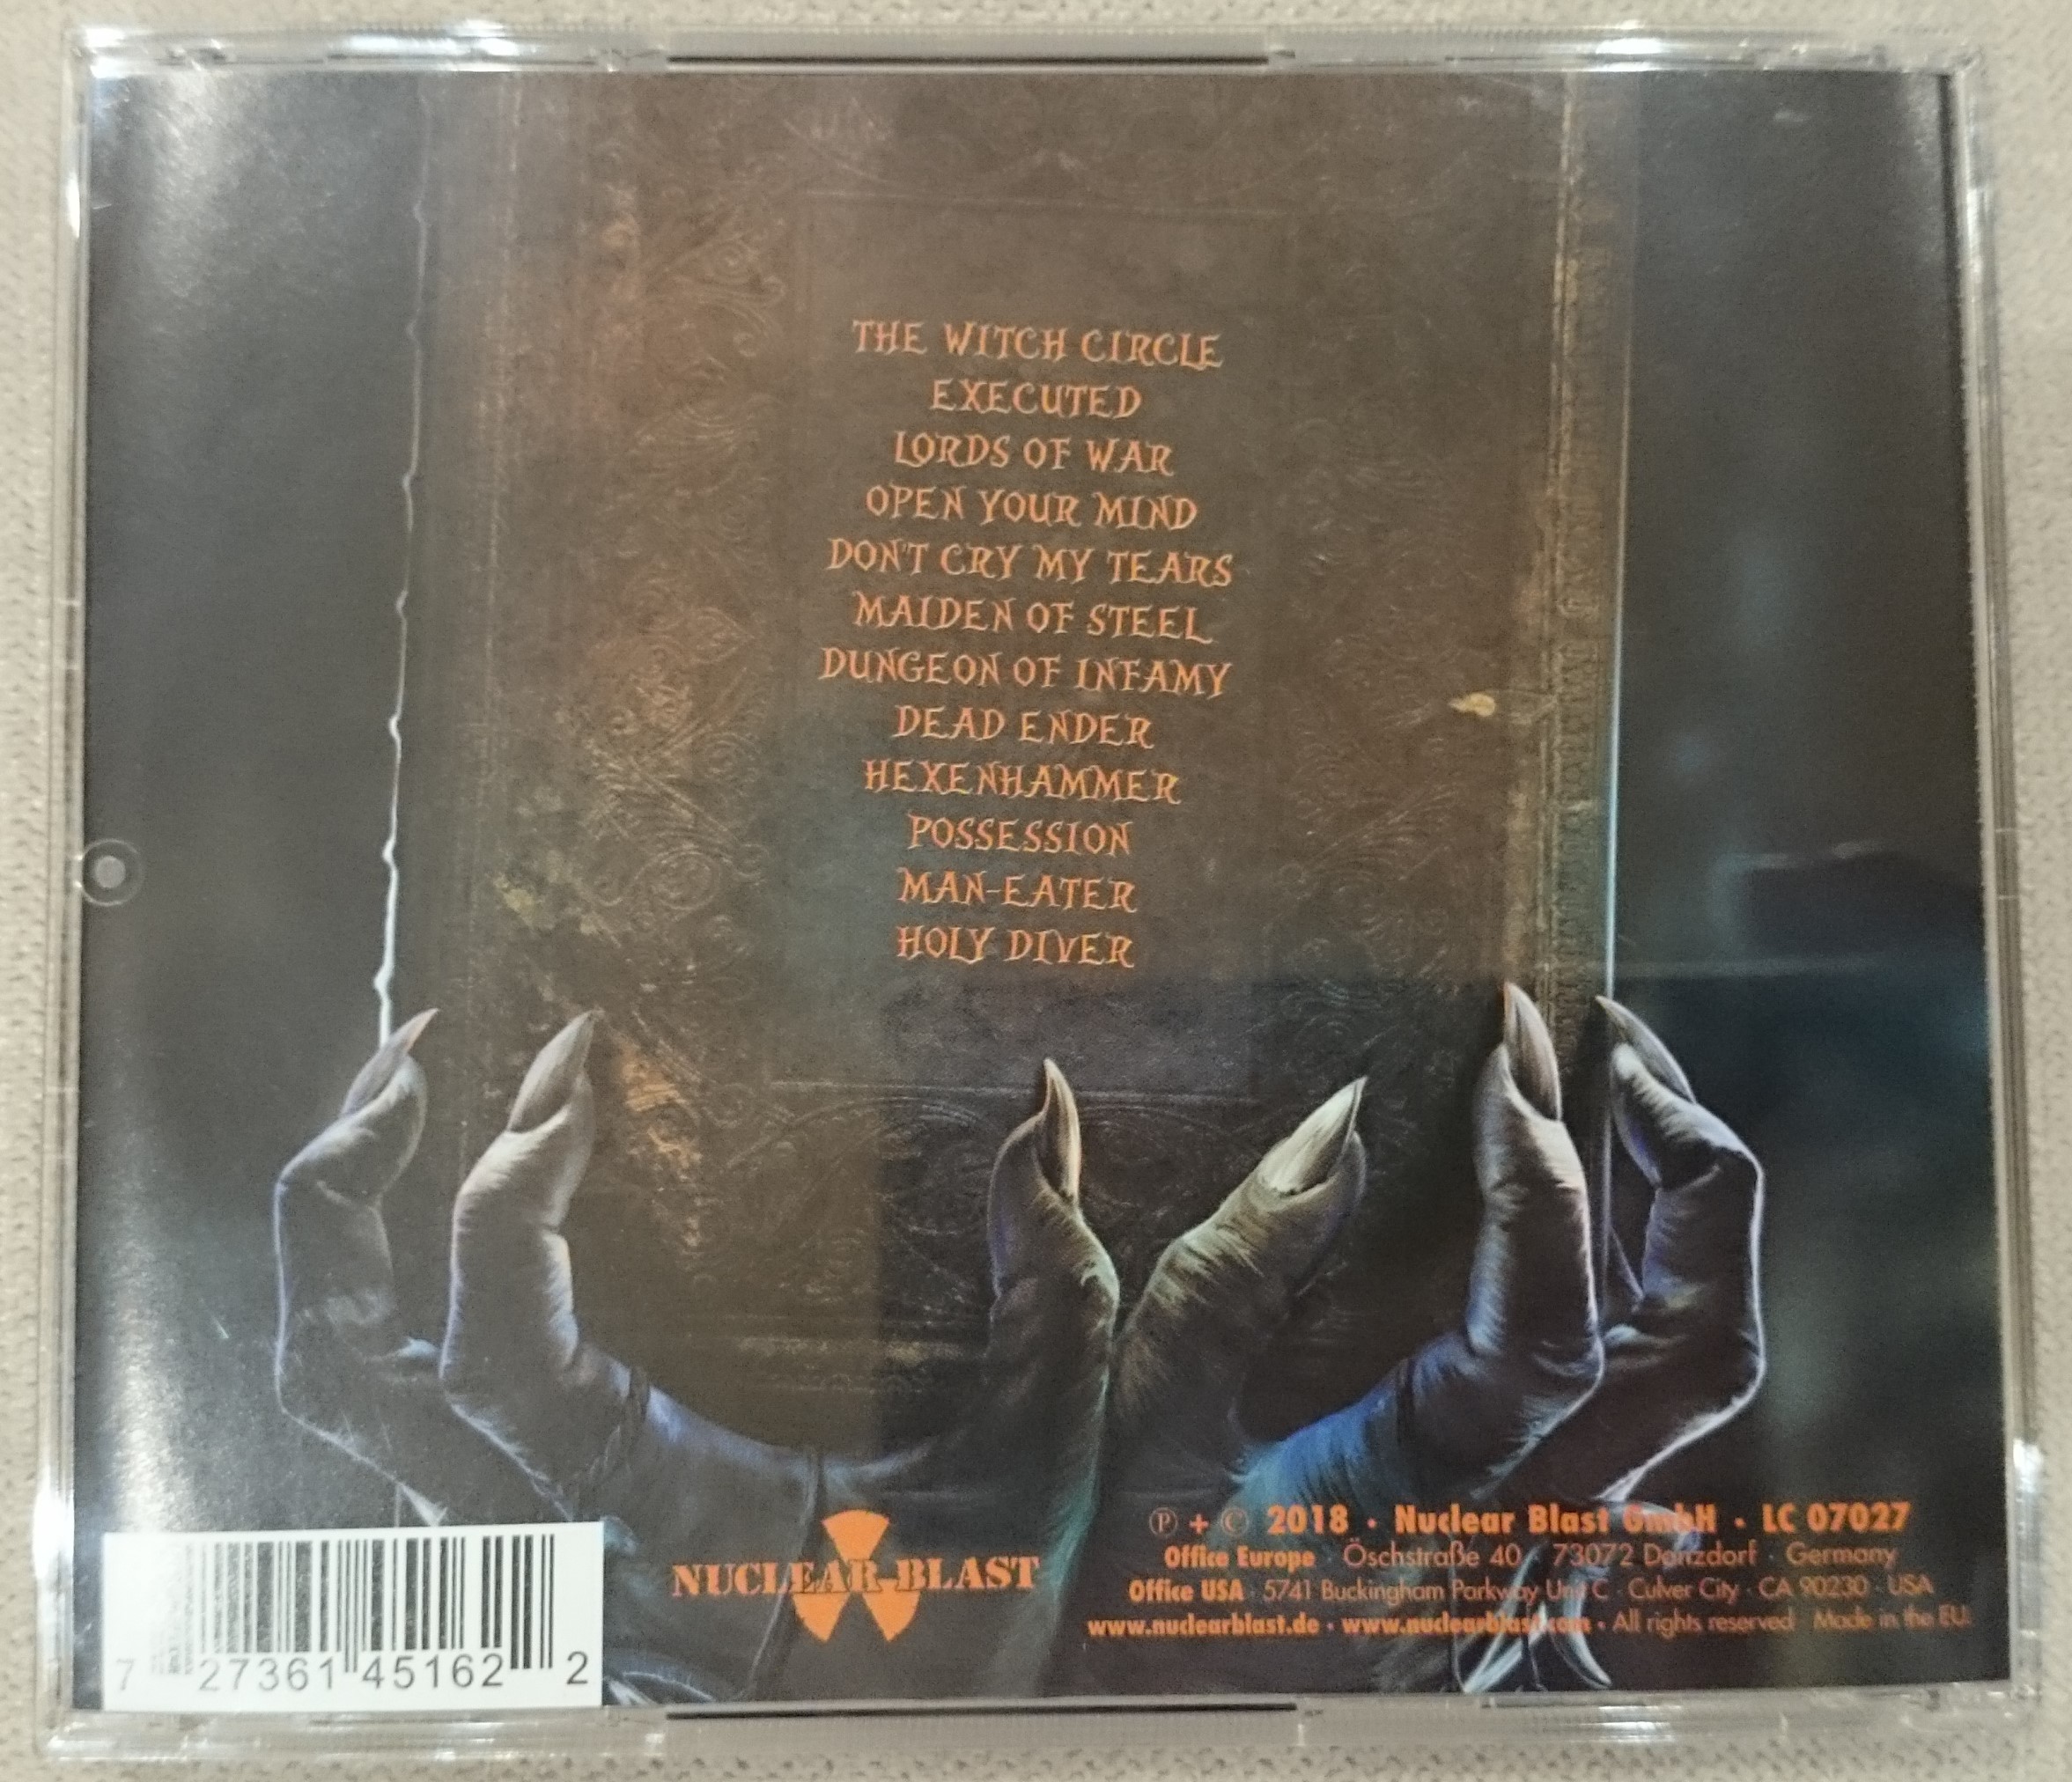 THE WITCH CIRCLE
EXECUTED
LORDS OF WAR
OPEN YOUR MIND
DON'T CRY MY TEARS
MAIDEN OF STEEL
DUNGEON OF INFAMY
DEAD ENDER
HEXENHAMMER
POSSESSION
MAN-EATER
HOLY DIVER
7 27361 45162 2
NUCLEAR BLAST
℗ + © 2018 · Nuclear Blast GmbH · LC 07027
Office Europe · Öschstraße 40 · 73072 Donzdorf · Germany
Office USA · 5741 Buckingham Parkway Unit C · Culver City · CA 90230 · USA
www.nuclearblast.de · www.nuclearblast.com · All rights reserved · Made in the EU.